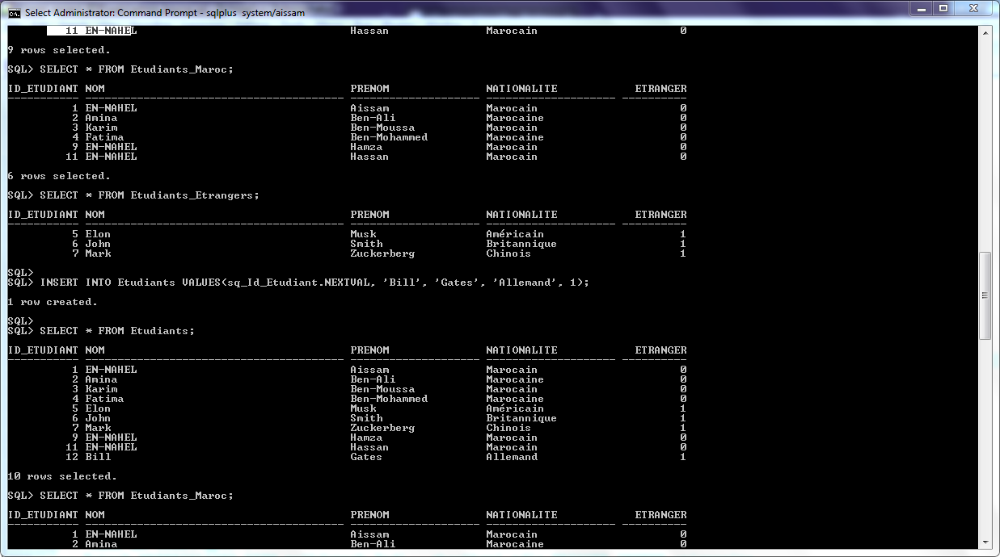 Select Administrator: Command Prompt - sqlplus  system/aissam
11 EN-NAHEL Hassan Marocain 0
9 rows selected.
SQL> SELECT * FROM Etudiants_Maroc;
ID_ETUDIANT NOM PRENOM NATIONALITE ETRANGER
1 EN-NAHEL Aissam Marocain 0
2 Amina Ben-Ali Marocaine 0
3 Karim Ben-Moussa Marocain 0
4 Fatima Ben-Mohammed Marocaine 0
9 EN-NAHEL Hamza Marocain 0
11 EN-NAHEL Hassan Marocain 0
6 rows selected.
SQL> SELECT * FROM Etudiants_Etrangers;
ID_ETUDIANT NOM PRENOM NATIONALITE ETRANGER
5 Elon Musk Américain 1
6 John Smith Britannique 1
7 Mark Zuckerberg Chinois 1
SQL>
SQL> INSERT INTO Etudiants VALUES(sq_Id_Etudiant.NEXTVAL, 'Bill', 'Gates', 'Allemand', 1);
1 row created.
SQL>
SQL> SELECT * FROM Etudiants;
ID_ETUDIANT NOM PRENOM NATIONALITE ETRANGER
1 EN-NAHEL Aissam Marocain 0
2 Amina Ben-Ali Marocaine 0
3 Karim Ben-Moussa Marocain 0
4 Fatima Ben-Mohammed Marocaine 0
5 Elon Musk Américain 1
6 John Smith Britannique 1
7 Mark Zuckerberg Chinois 1
9 EN-NAHEL Hamza Marocain 0
11 EN-NAHEL Hassan Marocain 0
12 Bill Gates Allemand 1
10 rows selected.
SQL> SELECT * FROM Etudiants_Maroc;
ID_ETUDIANT NOM PRENOM NATIONALITE ETRANGER
1 EN-NAHEL Aissam Marocain 0
2 Amina Ben-Ali Marocaine 0